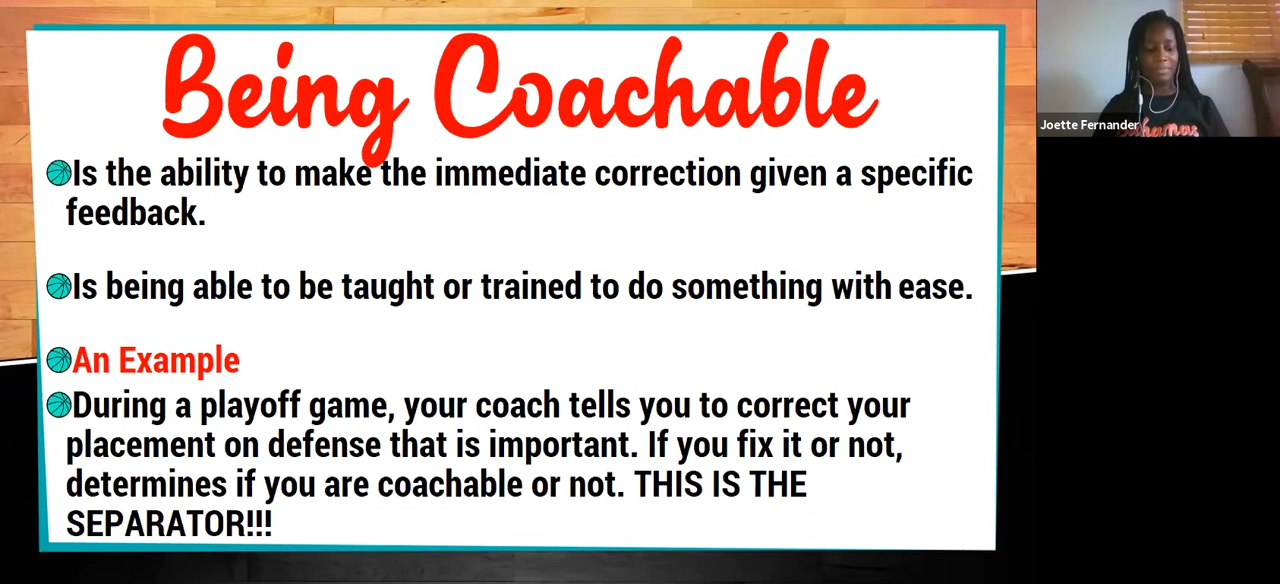 Being Coachable
Is the ability to make the immediate correction given a specific
feedback.
Is being able to be taught or trained to do something with ease.
An Example
During a playoff game, your coach tells you to correct your
placement on defense that is important. If you fix it or not,
determines if you are coachable or not. THIS IS THE
SEPARATOR!!!
Joette Fernander
Bahamas